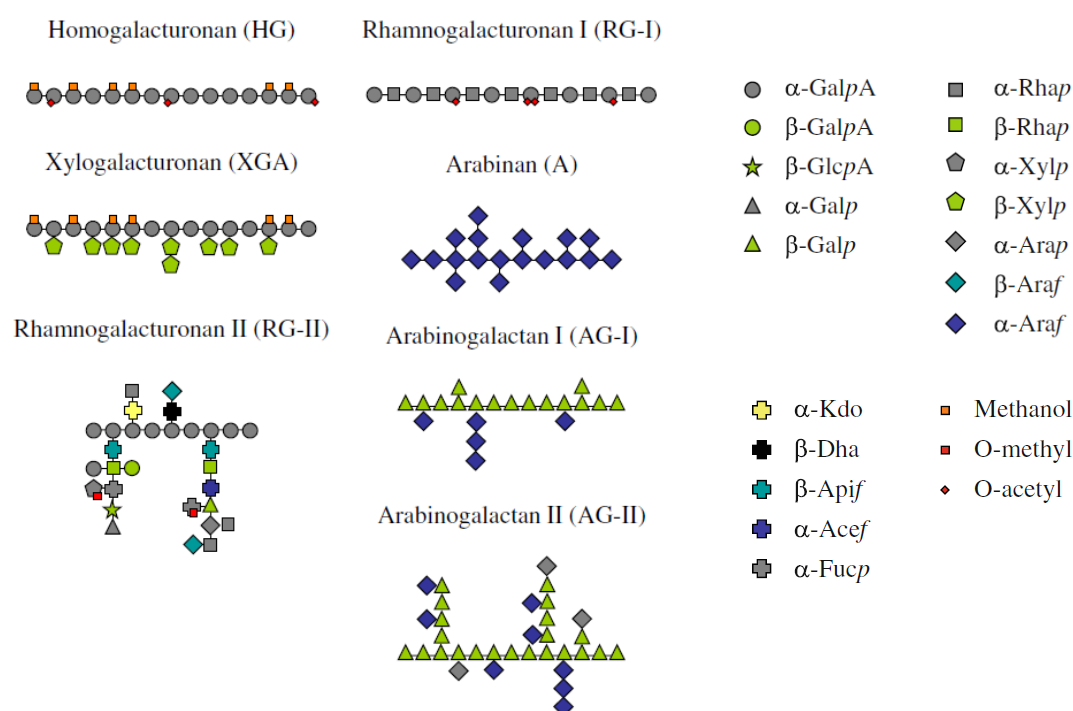 Homogalacturonan (HG)
Rhamnogalacturonan I (RG-I)
Xylogalacturonan (XGA)
Arabinan (A)
Rhamnogalacturonan II (RG-II)
Arabinogalactan I (AG-I)
Arabinogalactan II (AG-II)
α-GalpA
β-GalpA
β-GlcpA
α-Galp
β-Galp
α-Rhap
β-Rhap
α-Xylp
β-Xylp
α-Arap
β-Araf
α-Araf
α-Kdo
β-Dha
β-Apif
α-Acef
α-Fucp
Methanol
O-methyl
O-acetyl